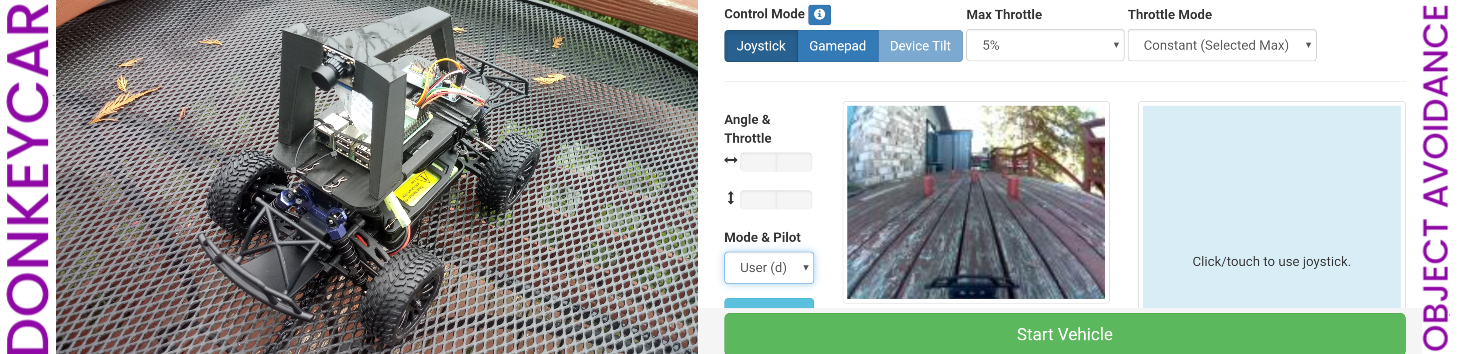 DONKEYCAR
Control Mode
Max Throttle
Throttle Mode
Joystick
Gamepad
Device Tilt
5%
Constant (Selected Max)
Angle &
Throttle
Mode & Pilot
User (d)
Click/touch to use joystick.
Start Vehicle
OBJECT AVOIDANCE